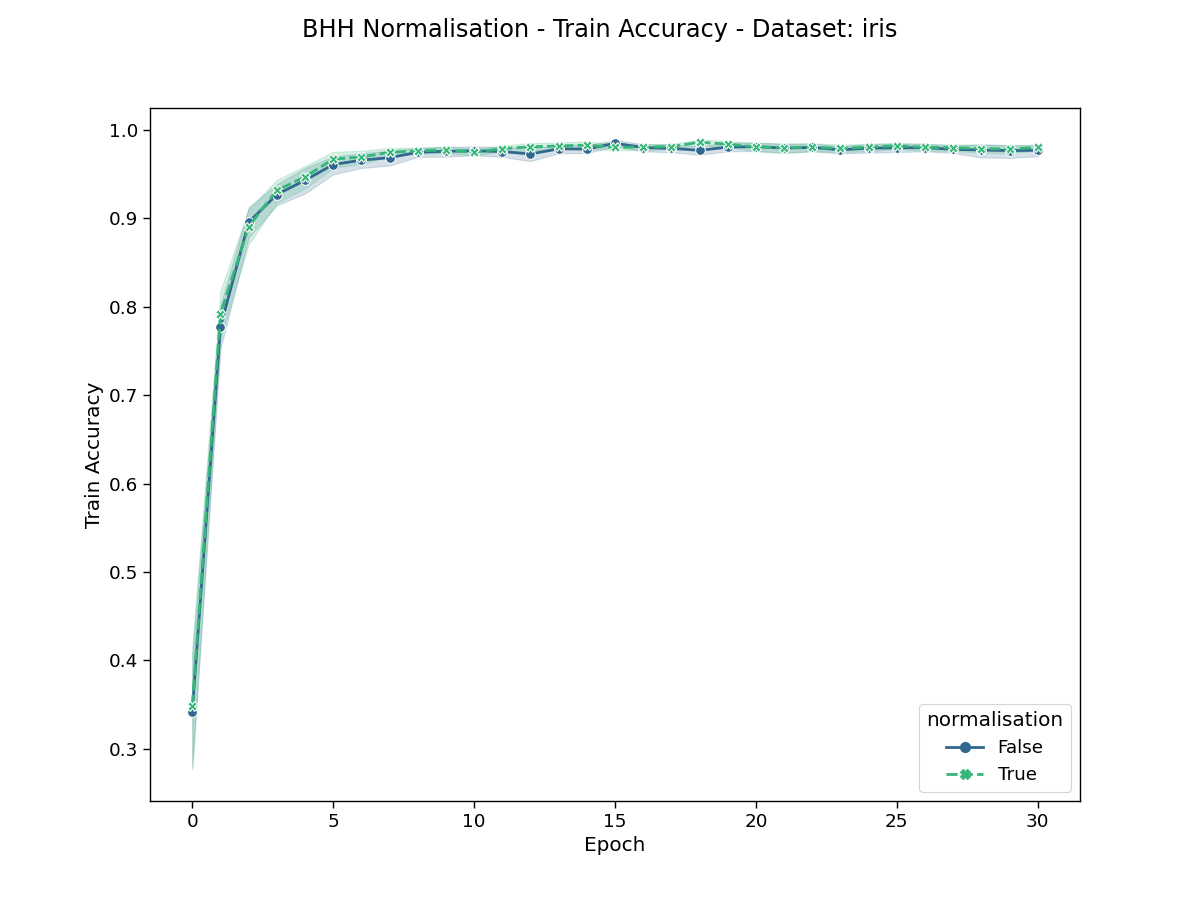 BHH Normalisation - Train Accuracy - Dataset: iris
1.0
0.9
0.8
0.7
0.6
0.5
0.4
0.3
Train Accuracy
normalisation
False
True
0 5 10 15 20 25 30
Epoch